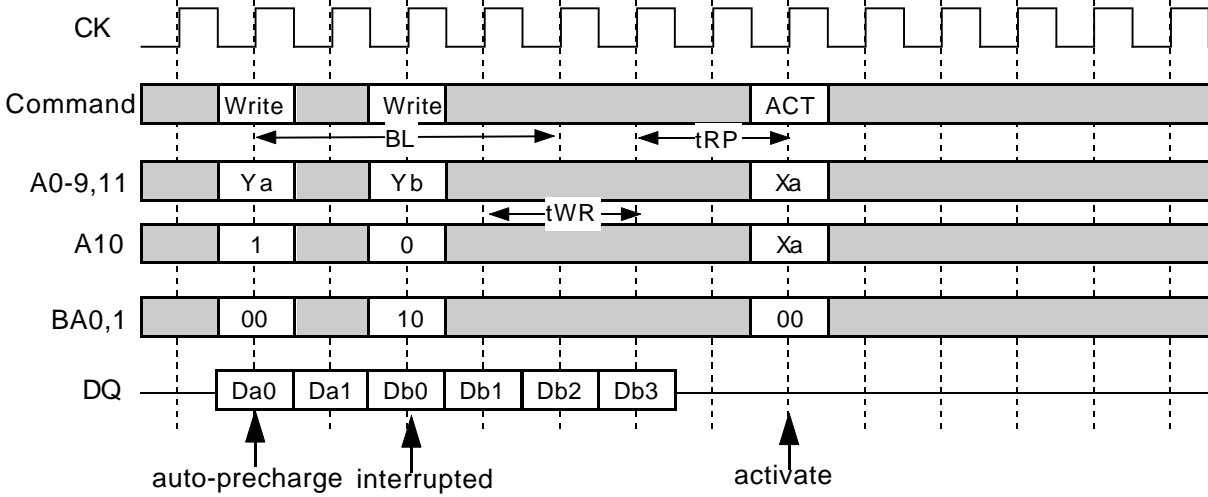 CK
Command Write Write ACT
BL tRP
A0-9,11 Ya Yb Xa
tWR
A10 1 0 Xa
BA0,1 00 10 00
DQ Da0 Da1 Db0 Db1 Db2 Db3
auto-precharge interrupted activate